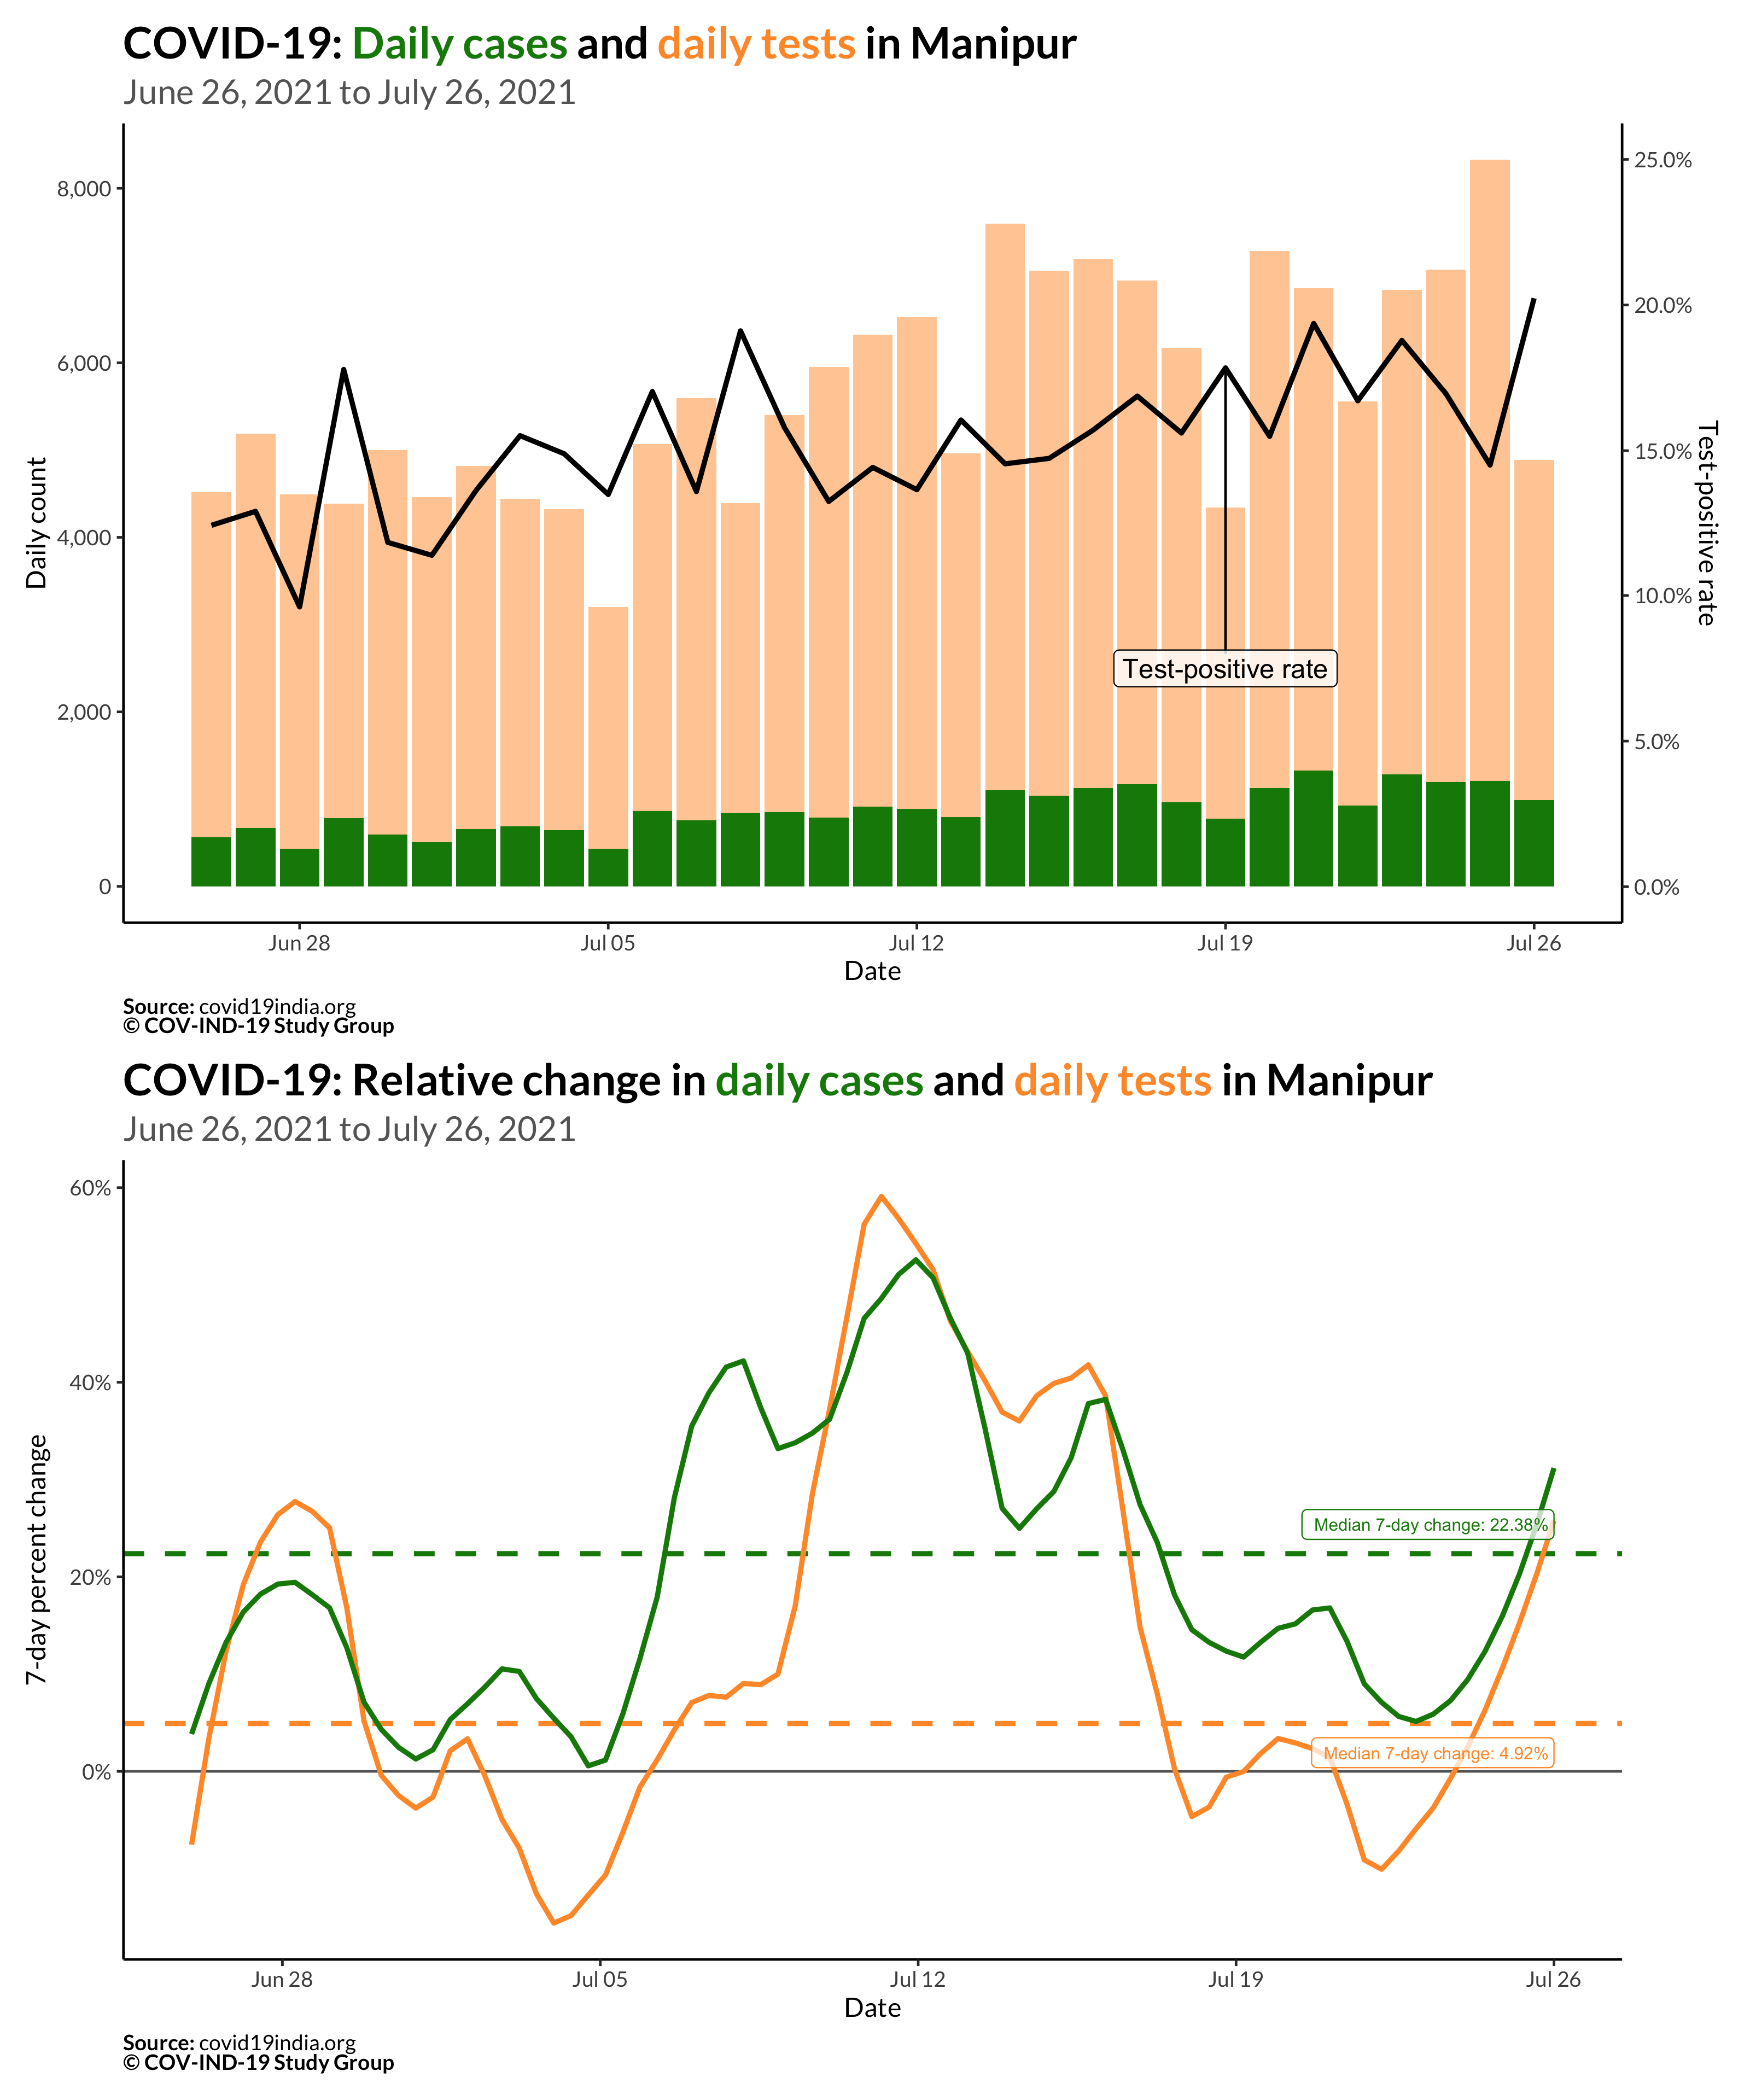 COVID-19: Daily cases and daily tests in Manipur
June 26, 2021 to July 26, 2021
Daily count
8,000
6,000
4,000
2,000
0
Test-positive rate
25.0%
20.0%
15.0%
10.0%
5.0%
0.0%
Test-positive rate
Jun 28
Jul 05
Jul 12
Jul 19
Jul 26
Date
Source: covid19india.org
© COV-IND-19 Study Group
COVID-19: Relative change in daily cases and daily tests in Manipur
June 26, 2021 to July 26, 2021
7-day percent change
60%
40%
20%
0%
Median 7-day change: 22.38%
Median 7-day change: 4.92%
Jun 28
Jul 05
Jul 12
Jul 19
Jul 26
Date
Source: covid19india.org
© COV-IND-19 Study Group